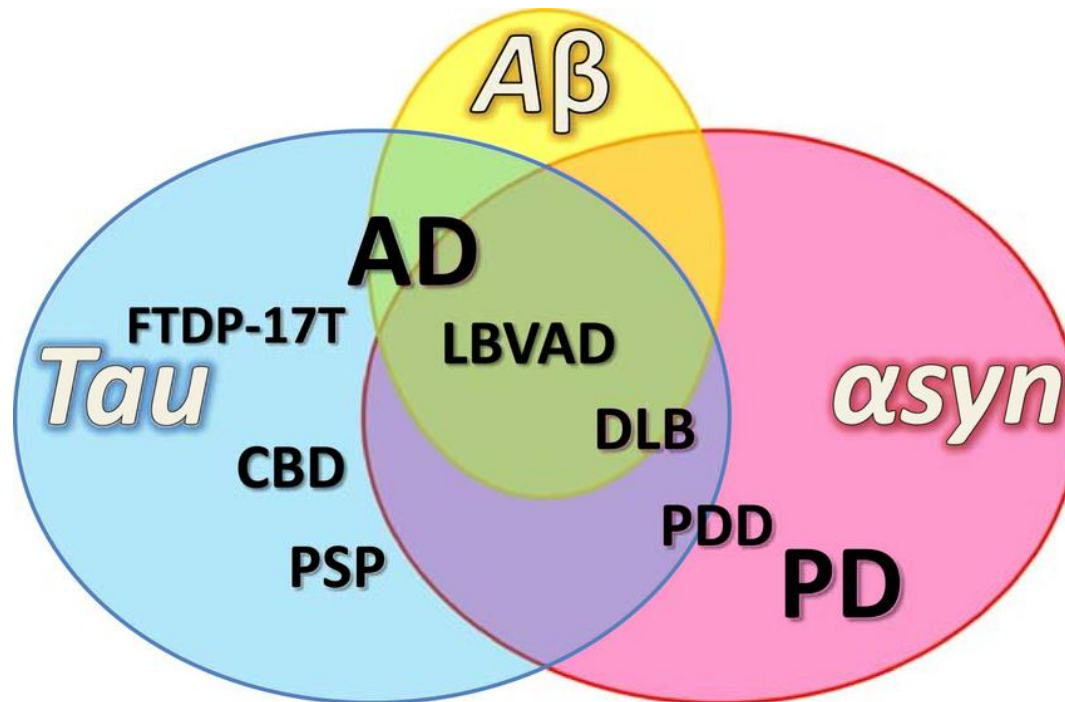 Aβ
AD
FTDP-17T
LBVAD
Tau
αsyn
DLB
CBD
PDD
PSP
PD